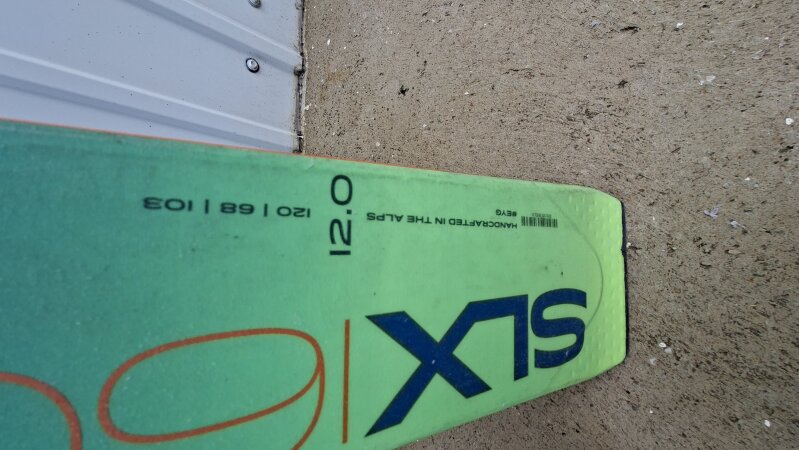 SLX
HANDCRAFTED IN THE ALPS
#EYG
12.0
120 | 68 | 103